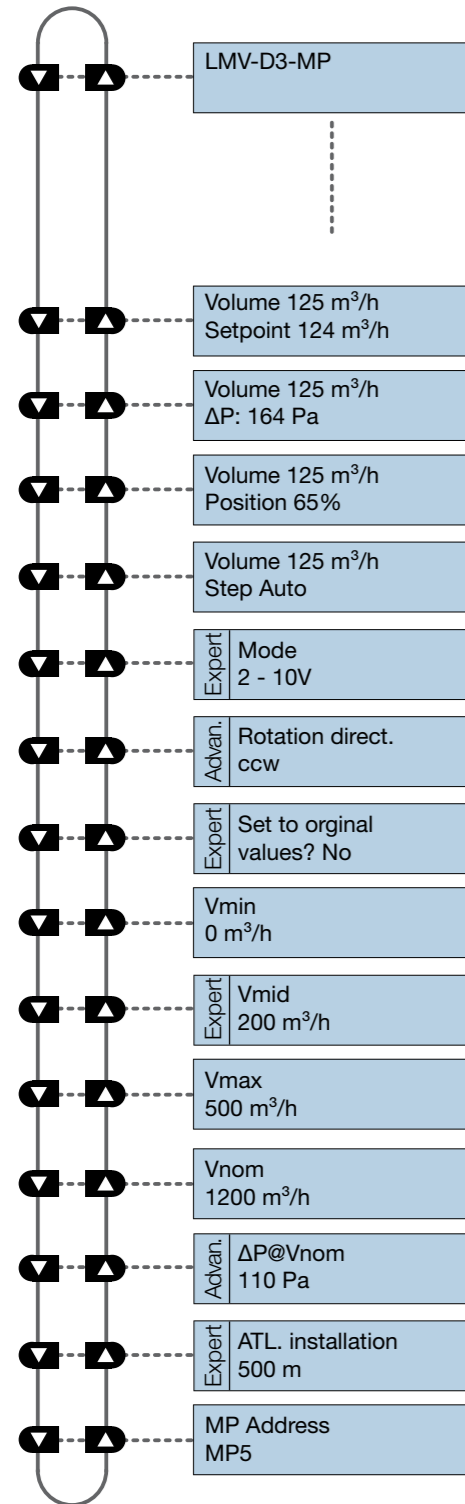 LMV-D3-MP
Volume 125 m³/h
Setpoint 124 m³/h
Volume 125 m³/h
ΔP: 164 Pa
Volume 125 m³/h
Position 65%
Volume 125 m³/h
Step Auto
Expert
Mode
2 - 10V
Advan.
Rotation direct.
ccw
Expert
Set to orginal
values? No
Vmin
0 m³/h
Expert
Vmid
200 m³/h
Vmax
500 m³/h
Vnom
1200 m³/h
Advan.
ΔP@Vnom
110 Pa
Expert
ATL. installation
500 m
MP Address
MP5